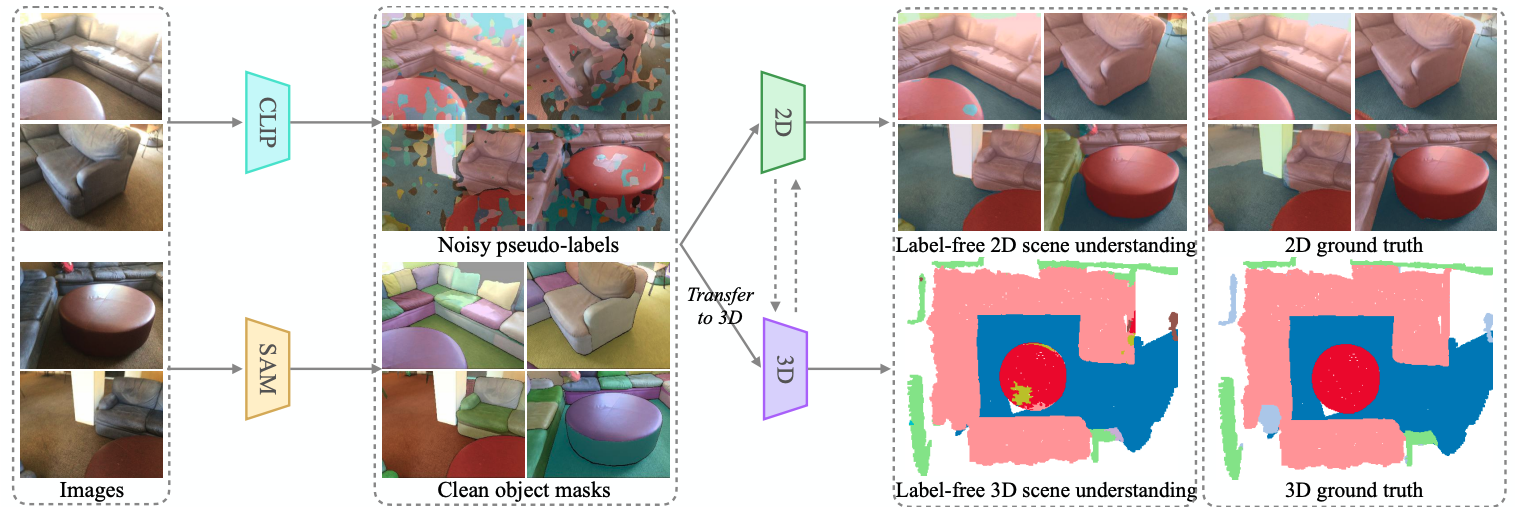 CLIP
2D
Noisy pseudo-labels
Label-free 2D scene understanding
2D ground truth
Transfer
to 3D
SAM
3D
Images
Clean object masks
Label-free 3D scene understanding
3D ground truth